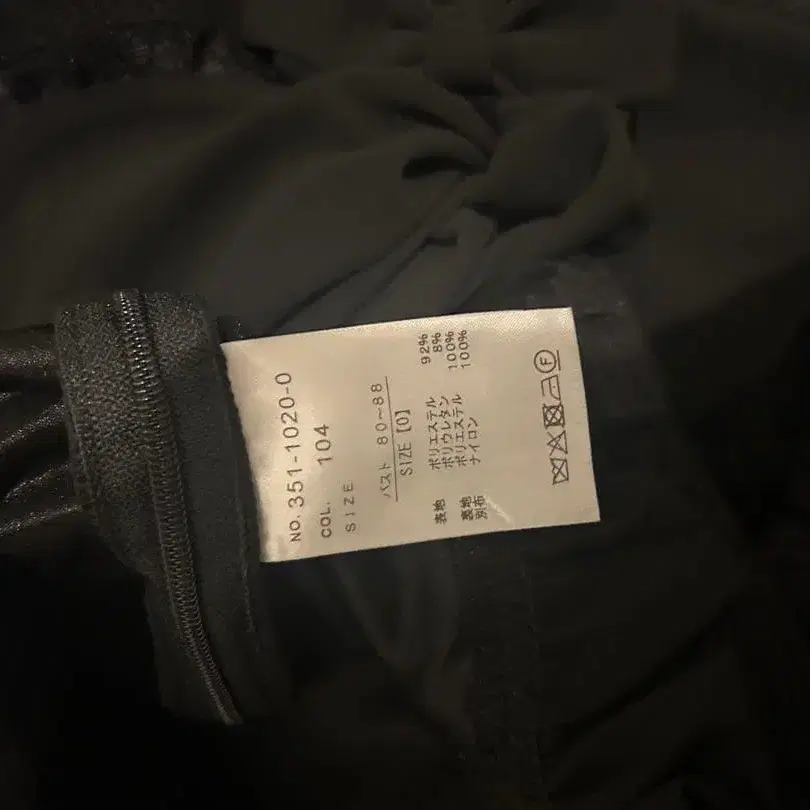 NO. 351-1020-0
COL. 104
SIZE
バスト 80～88
SIZE [0]
表地 ポリエステル 92%
ポリウレタン 8%
裏地 ポリエステル 100%
別布 ナイロン 100%
F